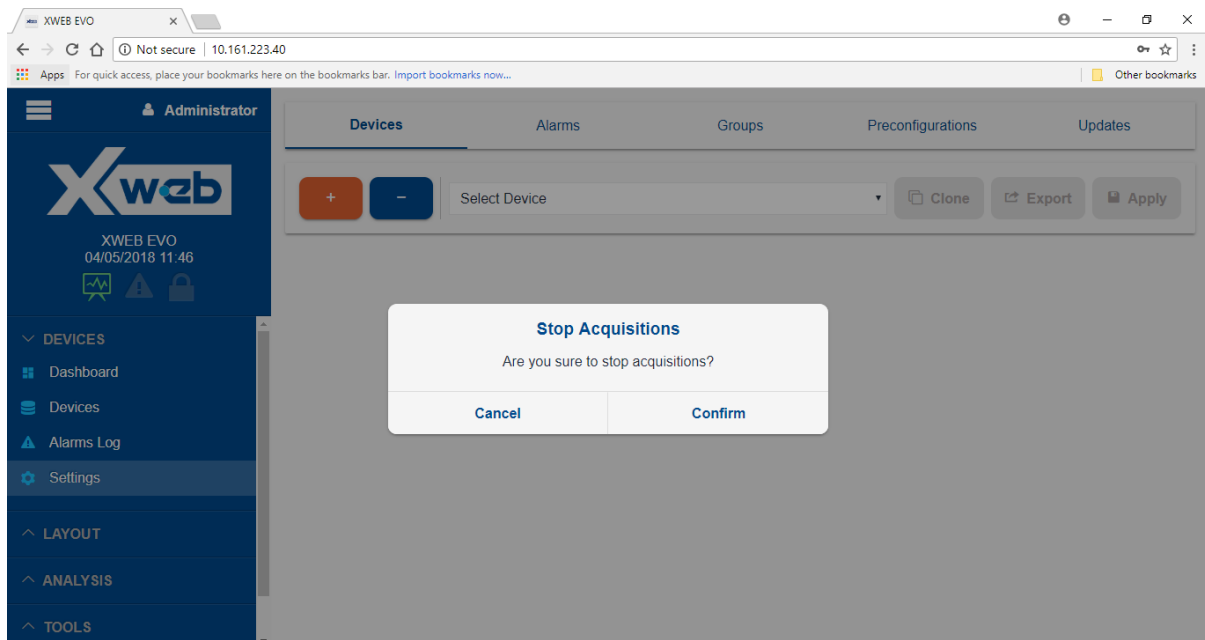 XWEB EVO
Not secure | 10.161.223.40
Apps For quick access, place your bookmarks here on the bookmarks bar. Import bookmarks now... Other bookmarks
Administrator
Devices Alarms Groups Preconfigurations Updates
Xweb
+ − Select Device Clone Export Apply
XWEB EVO
04/05/2018 11:46
Stop Acquisitions
Are you sure to stop acquisitions?
Cancel Confirm
DEVICES
Dashboard
Devices
Alarms Log
Settings
LAYOUT
ANALYSIS
TOOLS